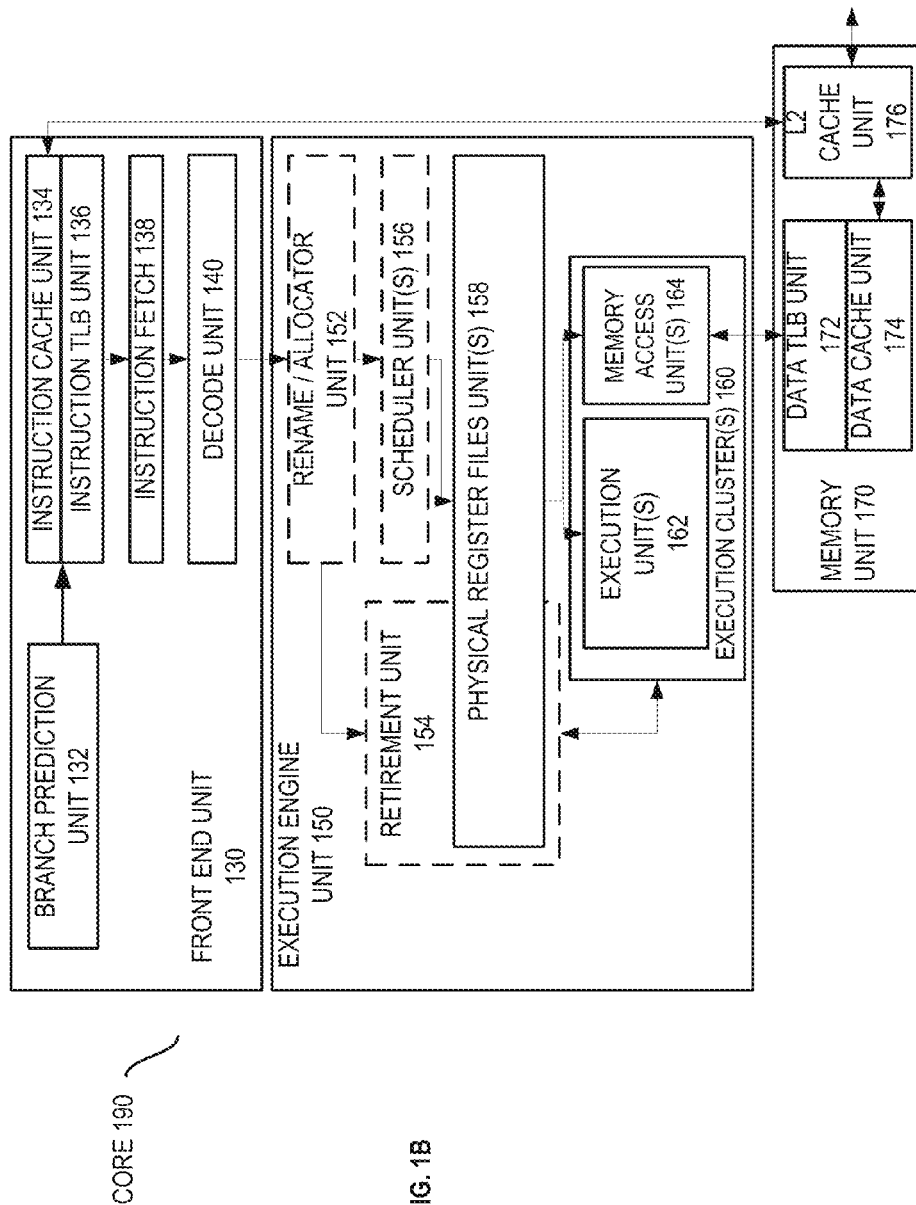 CORE 190
BRANCH PREDICTION
UNIT 132
INSTRUCTION CACHE UNIT 134
INSTRUCTION TLB UNIT 136
INSTRUCTION FETCH 138
DECODE UNIT 140
FRONT END UNIT
130
EXECUTION ENGINE
UNIT 150
RENAME / ALLOCATOR
UNIT 152
RETIREMENT UNIT
154
SCHEDULER UNIT(S) 156
PHYSICAL REGISTER FILES UNIT(S) 158
EXECUTION
UNIT(S)
162
MEMORY
ACCESS
UNIT(S) 164
EXECUTION CLUSTER(S) 160
MEMORY
UNIT 170
DATA TLB UNIT
172
DATA CACHE UNIT
174
L2
CACHE
UNIT
176
IG. 1B